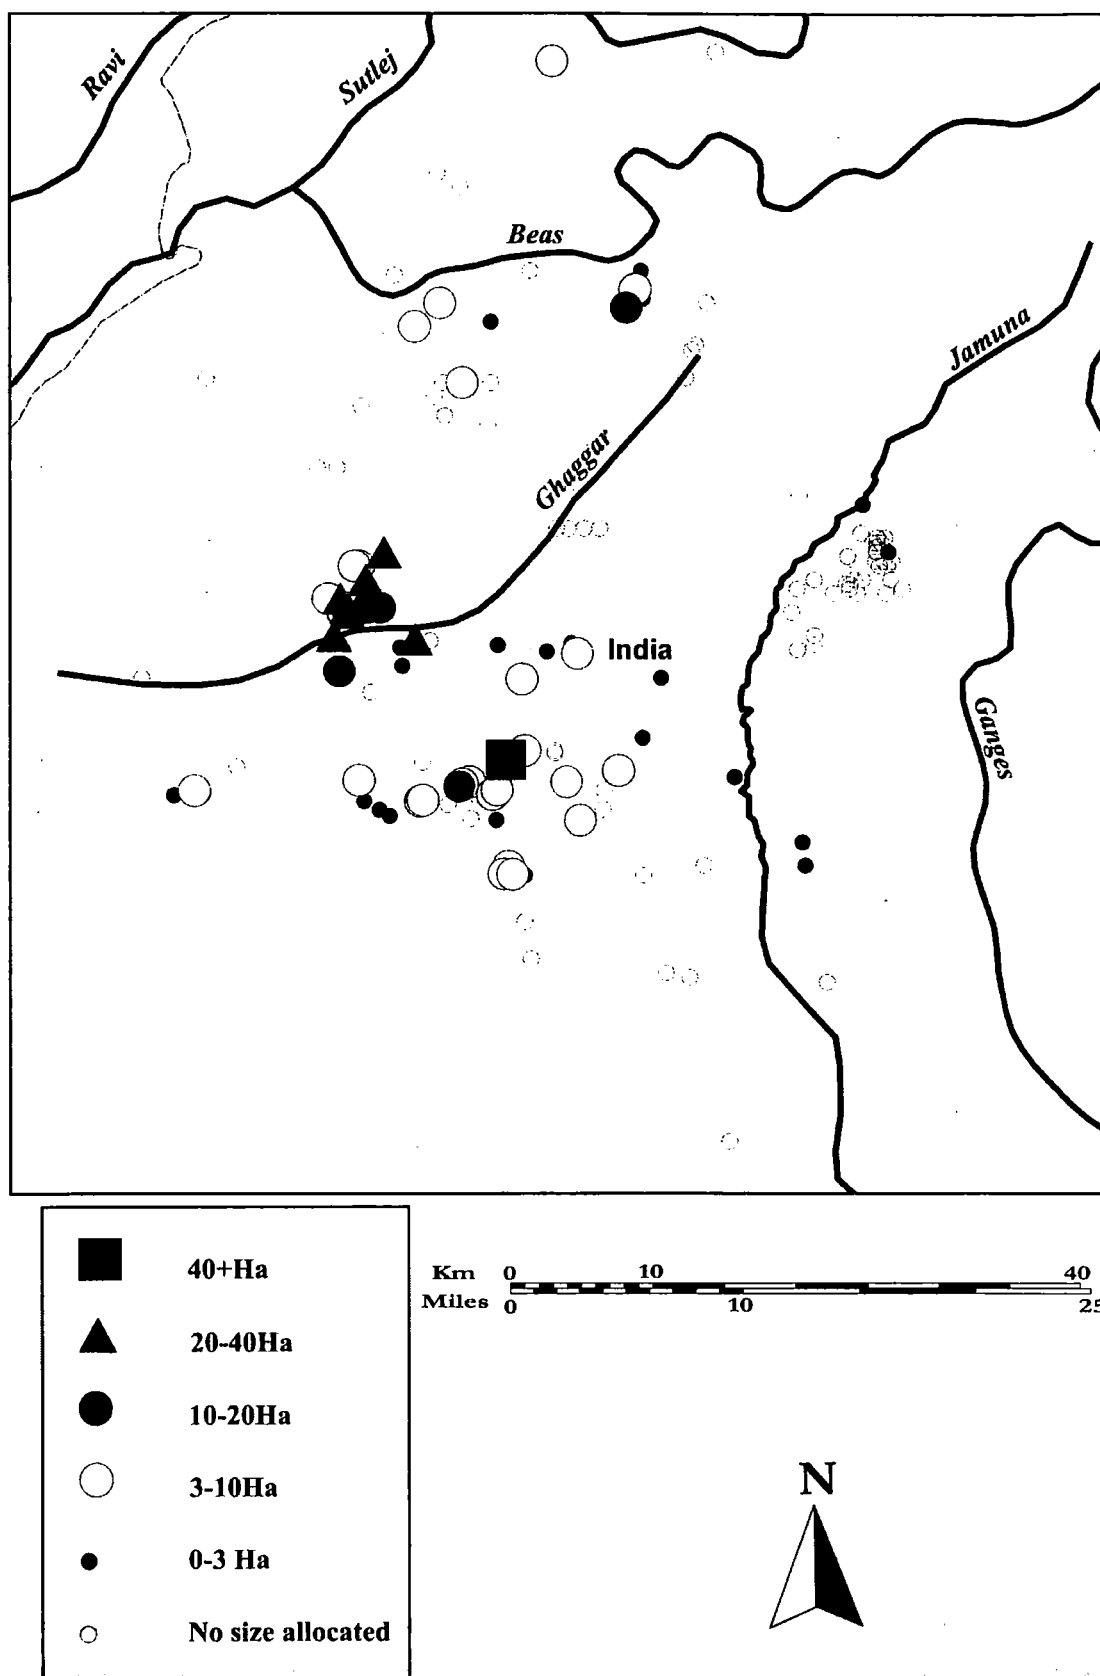 Ravi
Sutlej
Beas
Jamuna
Ghaggar
India
Ganges
40+Ha
20-40Ha
10-20Ha
3-10Ha
0-3 Ha
No size allocated
Km 0 10 40
Miles 0 10 25
N